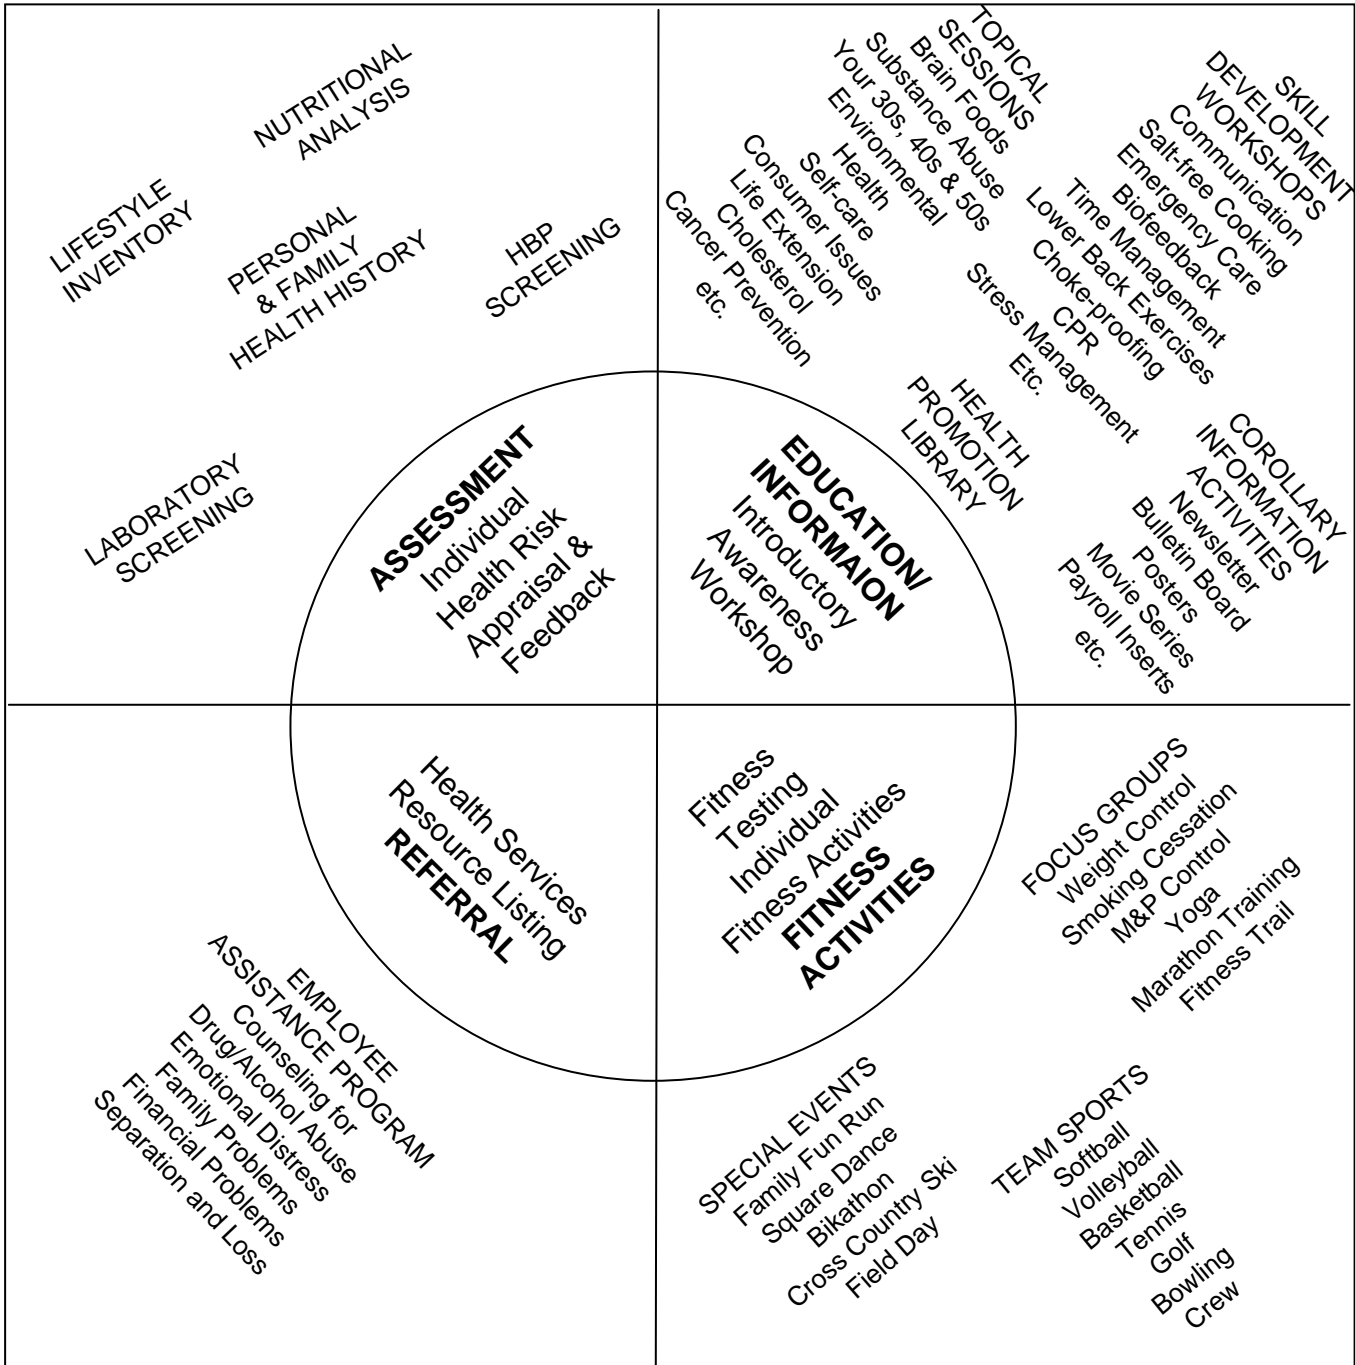 NUTRITIONAL
ANALYSIS
LIFESTYLE
INVENTORY
PERSONAL
& FAMILY
HEALTH HISTORY
HBP
SCREENING
LABORATORY
SCREENING
ASSESSMENT
Individual
Health Risk
Appraisal &
Feedback
TOPICAL
SESSIONS
Brain Foods
Substance Abuse
Your 30s, 40s & 50s
Environmental
Health
Self-care
Consumer Issues
Life Extension
Cholesterol
Cancer Prevention
etc.
SKILL
DEVELOPMENT
WORKSHOPS
Communication
Salt-free Cooking
Emergency Care
Biofeedback
Time Management
Lower Back Exercises
Choke-proofing
CPR
Stress Management
Etc.
HEALTH
PROMOTION
LIBRARY
COROLLARY
INFORMATION
ACTIVITIES
Newsletter
Bulletin Board
Posters
Movie Series
Payroll Inserts
etc.
EDUCATION/
INFORMAION
Introductory
Awareness
Workshop
Health Services
Resource Listing
REFERRAL
EMPLOYEE
ASSISTANCE PROGRAM
Counseling for
Drug/Alcohol Abuse
Emotional Distress
Family Problems
Financial Problems
Separation and Loss
Fitness
Testing
Individual
Fitness Activities
FITNESS
ACTIVITIES
FOCUS GROUPS
Weight Control
Smoking Cessation
M&P Control
Yoga
Marathon Training
Fitness Trail
SPECIAL EVENTS
Family Fun Run
Square Dance
Bikathon
Cross Country Ski
Field Day
TEAM SPORTS
Softball
Volleyball
Basketball
Tennis
Golf
Bowling
Crew